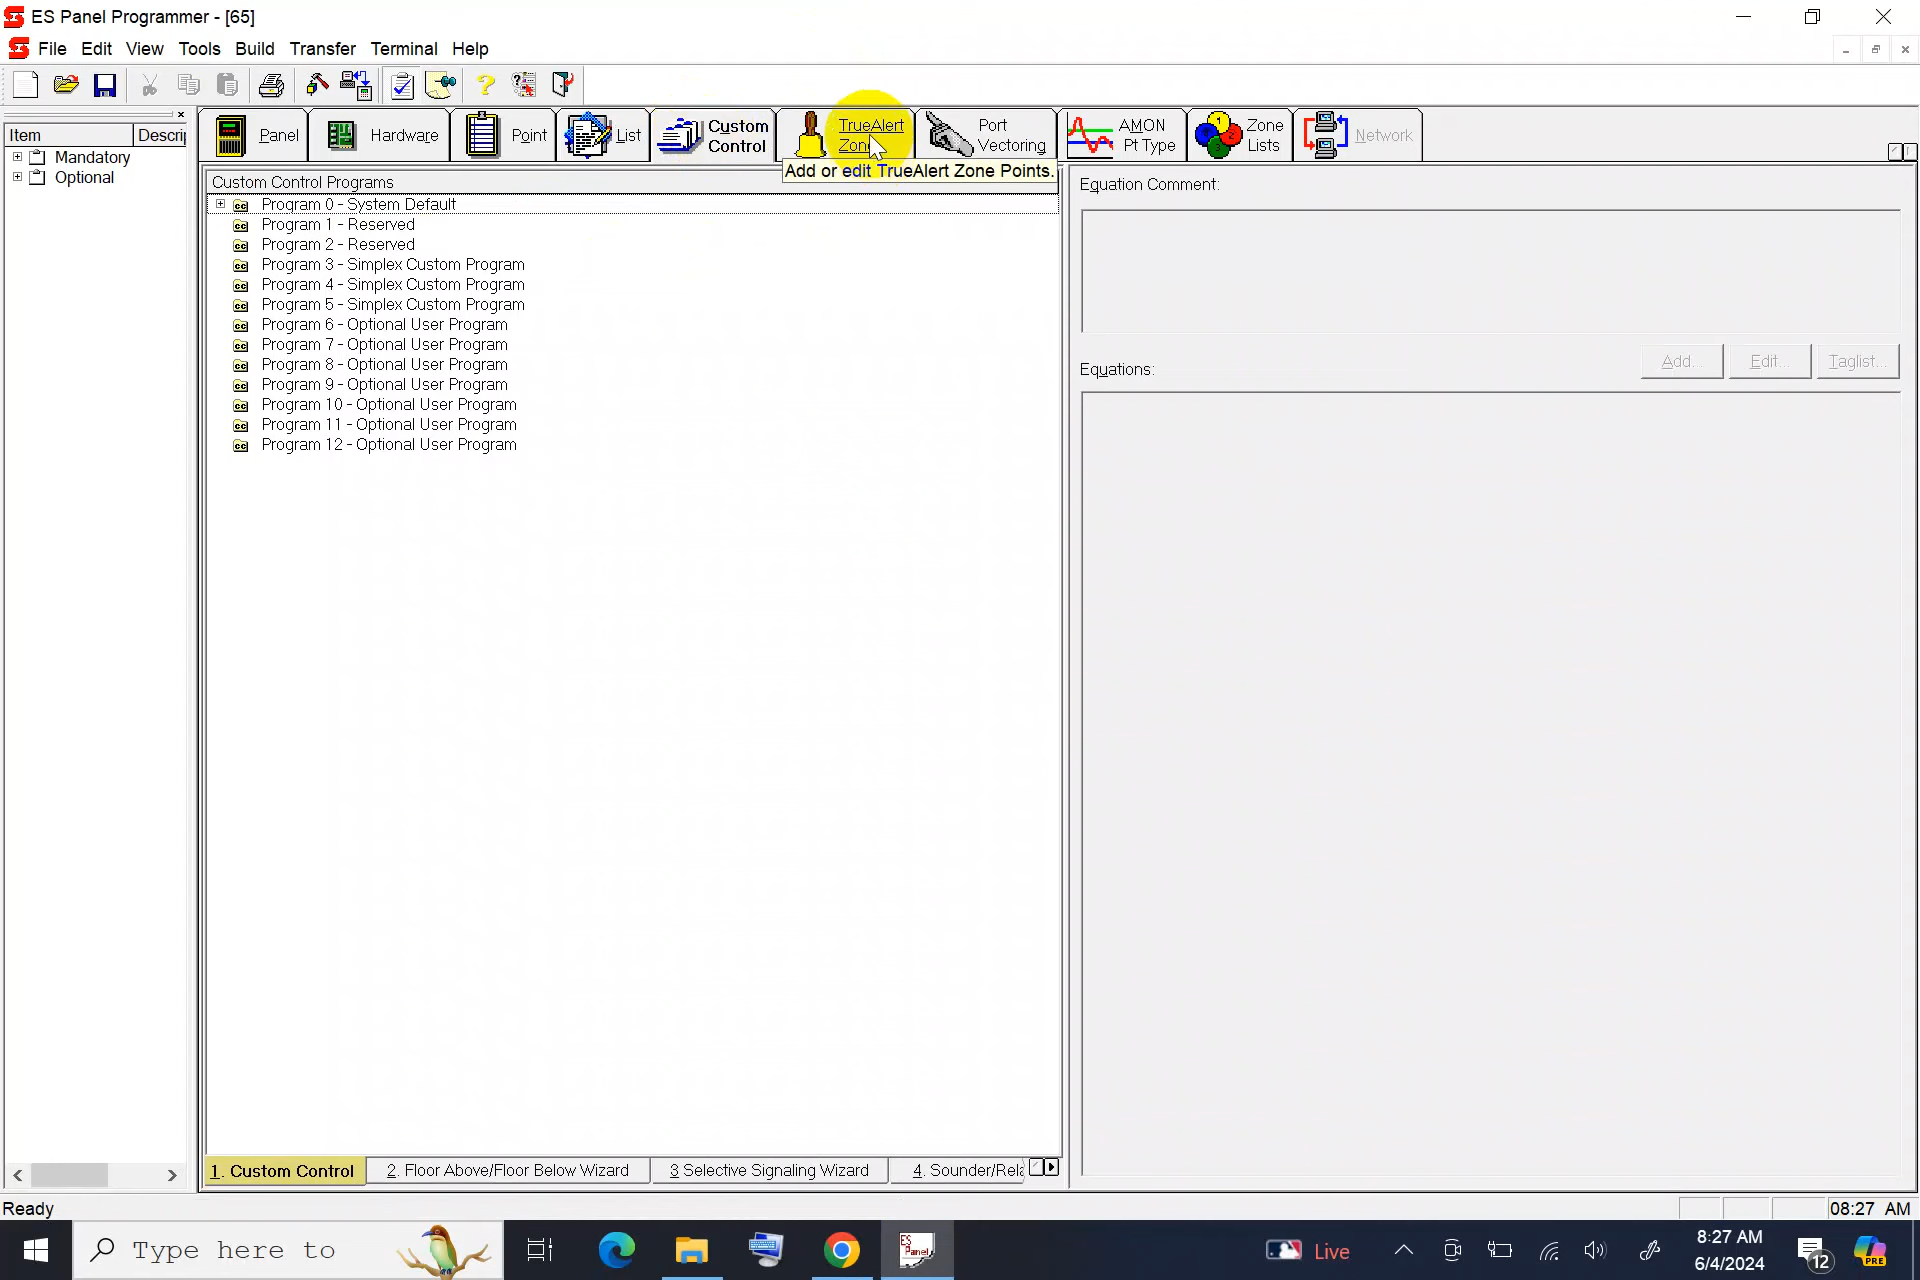 ES Panel Programmer - [65]
File Edit View Tools Build Transfer Terminal Help
Item Descrip
Mandatory
Optional
Panel Hardware Point List Custom Control TrueAlert Zone Port Vectoring AMON Pt Type Zone Lists Network
Add or edit TrueAlert Zone Points.
Custom Control Programs
Program 0 - System Default
Program 1 - Reserved
Program 2 - Reserved
Program 3 - Simplex Custom Program
Program 4 - Simplex Custom Program
Program 5 - Simplex Custom Program
Program 6 - Optional User Program
Program 7 - Optional User Program
Program 8 - Optional User Program
Program 9 - Optional User Program
Program 10 - Optional User Program
Program 11 - Optional User Program
Program 12 - Optional User Program
Equation Comment:
Equations:
Add... Edit... Taglist...
1. Custom Control 2. Floor Above/Floor Below Wizard 3 Selective Signaling Wizard 4. Sounder/Rela
Ready
08:27 AM
Type here to
ES Panel
Live
8:27 AM
6/4/2024
12
PRE